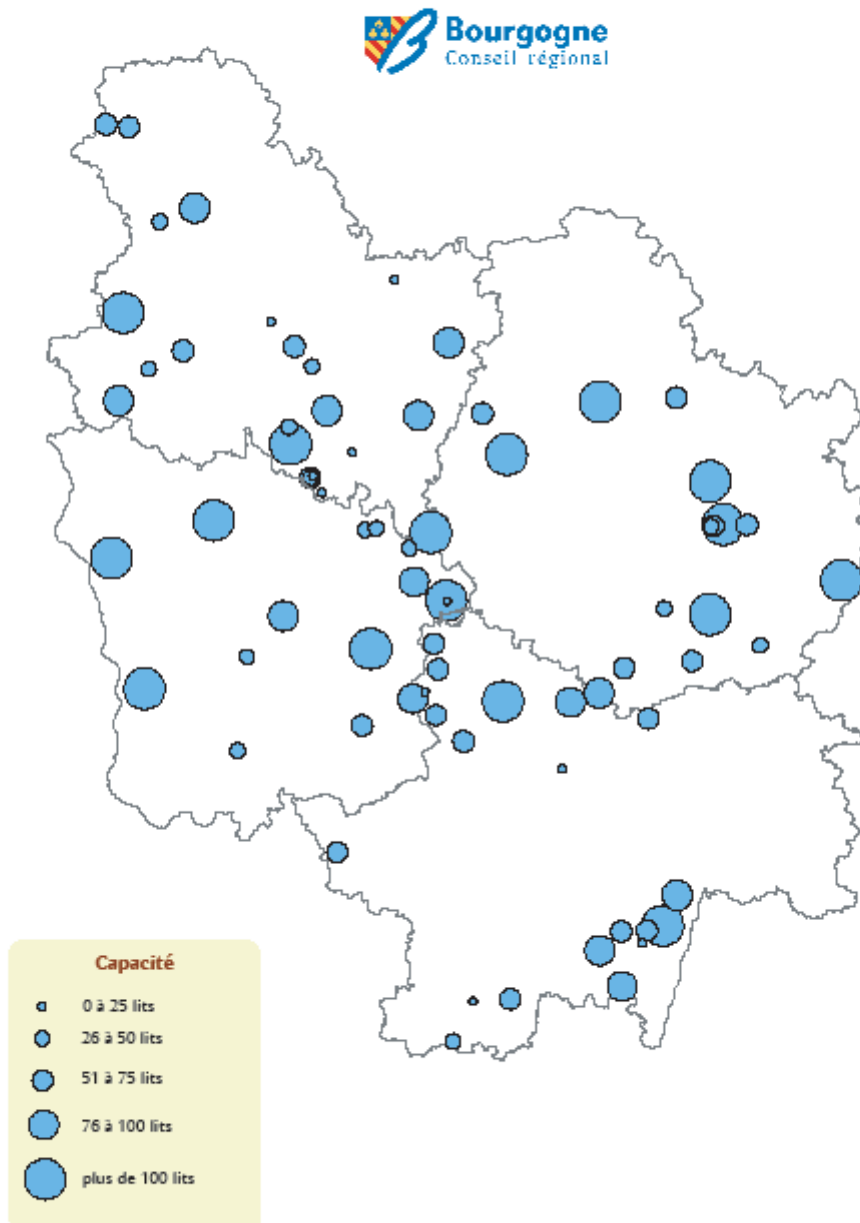 Bourgogne
Conseil régional
Capacité
0 à 25 lits
26 à 50 lits
51 à 75 lits
76 à 100 lits
plus de 100 lits